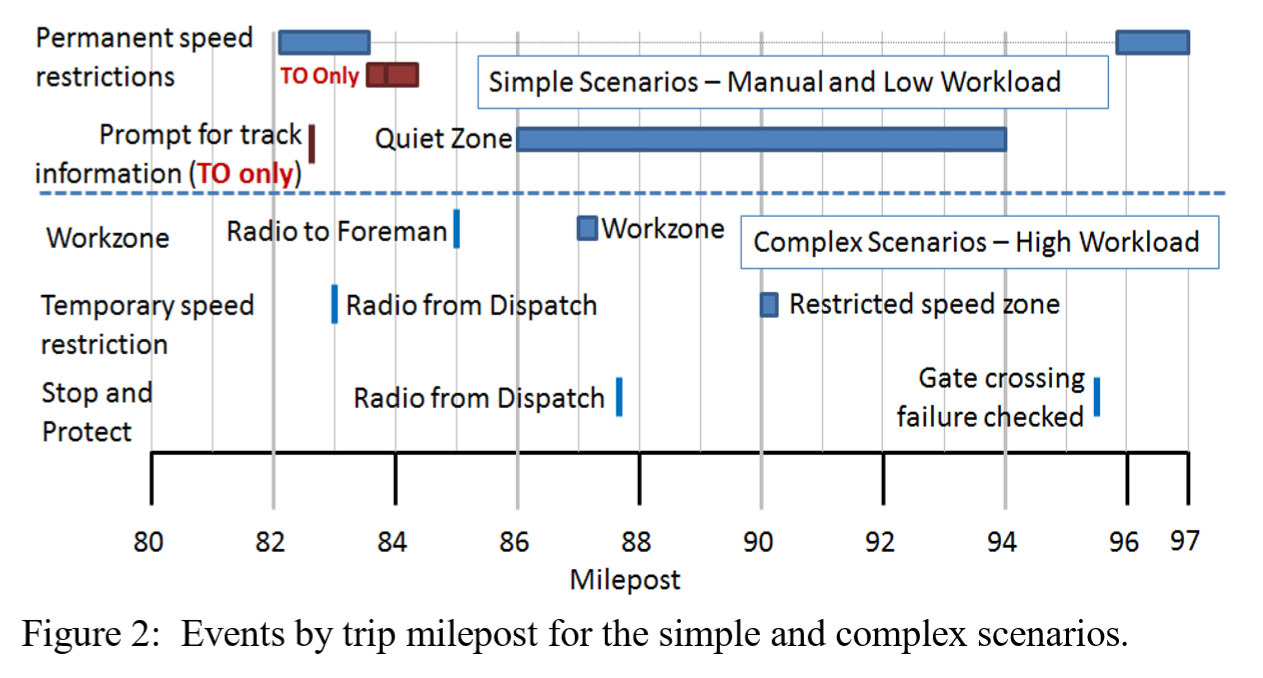 Permanent speed
restrictions
TO Only
Simple Scenarios – Manual and Low Workload
Prompt for track
information (TO only)
Quiet Zone
Workzone
Radio to Foreman
Workzone
Complex Scenarios – High Workload
Temporary speed
restriction
Radio from Dispatch
Restricted speed zone
Stop and
Protect
Radio from Dispatch
Gate crossing
failure checked
80 82 84 86 88 90 92 94 96 97
Milepost
Figure 2:  Events by trip milepost for the simple and complex scenarios.